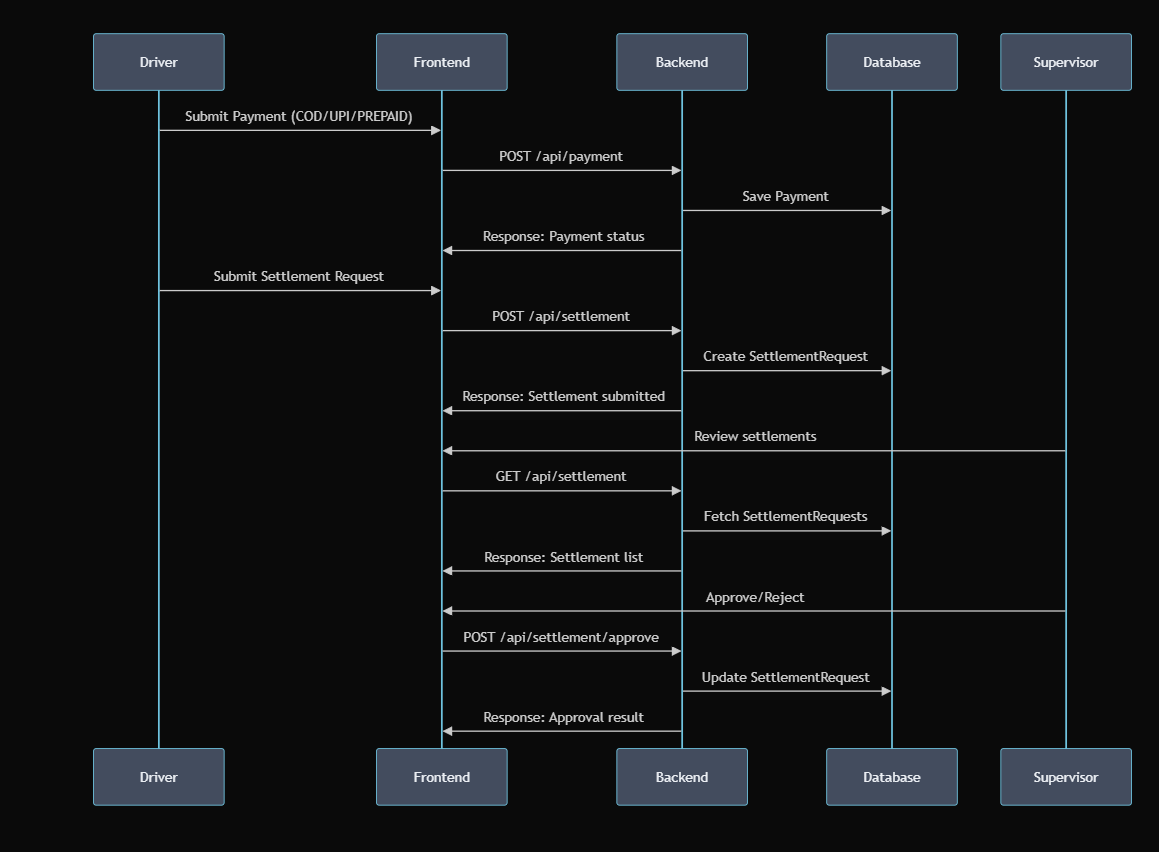 Driver
Frontend
Backend
Database
Supervisor
Submit Payment (COD/UPI/PREPAID)
POST /api/payment
Save Payment
Response: Payment status
Submit Settlement Request
POST /api/settlement
Create SettlementRequest
Response: Settlement submitted
Review settlements
GET /api/settlement
Fetch SettlementRequests
Response: Settlement list
Approve/Reject
POST /api/settlement/approve
Update SettlementRequest
Response: Approval result
Driver
Frontend
Backend
Database
Supervisor